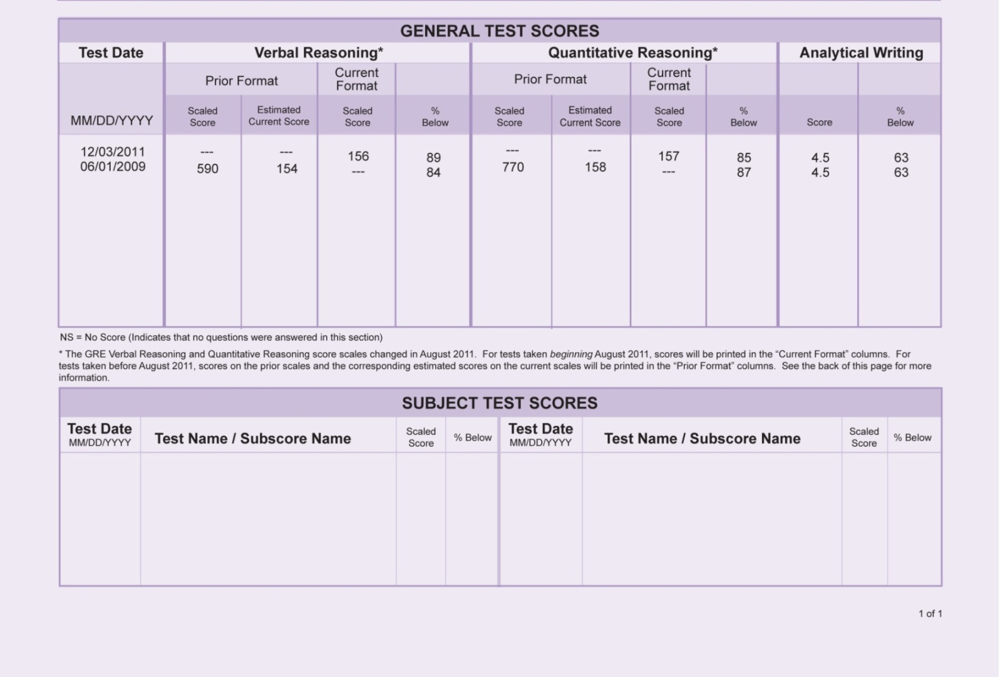 GENERAL TEST SCORES
Test Date Verbal Reasoning* Quantitative Reasoning* Analytical Writing
Prior Format Current Format Prior Format Current Format
MM/DD/YYYY Scaled Score Estimated Current Score Scaled Score % Below Scaled Score Estimated Current Score Scaled Score % Below Score % Below
12/03/2011 --- --- 156 89 --- --- 157 85 4.5 63
06/01/2009 590 154 --- 84 770 158 --- 87 4.5 63
NS = No Score (Indicates that no questions were answered in this section)
* The GRE Verbal Reasoning and Quantitative Reasoning score scales changed in August 2011. For tests taken beginning August 2011, scores will be printed in the “Current Format” columns. For
tests taken before August 2011, scores on the prior scales and the corresponding estimated scores on the current scales will be printed in the “Prior Format” columns. See the back of this page for more
information.
SUBJECT TEST SCORES
Test Date MM/DD/YYYY Test Name / Subscore Name Scaled Score % Below Test Date MM/DD/YYYY Test Name / Subscore Name Scaled Score % Below
1 of 1